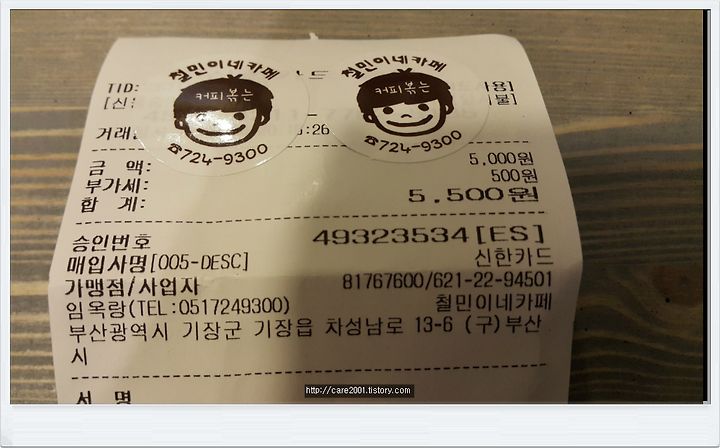 철민이네카페
커피볶는
☎724-9300
철민이네카페
커피볶는
☎724-9300
TID:
[신:
거래
:26
금 액: 5,000원
부가세: 500원
합 계: 5,500원
승인번호 49323534[ES]
매입사명[005-DESC] 신한카드
가맹점/사업자 81767600/621-22-94501
임옥랑(TEL:0517249300) 철민이네카페
부산광역시 기장군 기장읍 차성남로 13-6 (구)부산
시
서 명
http://care2001.tistory.com